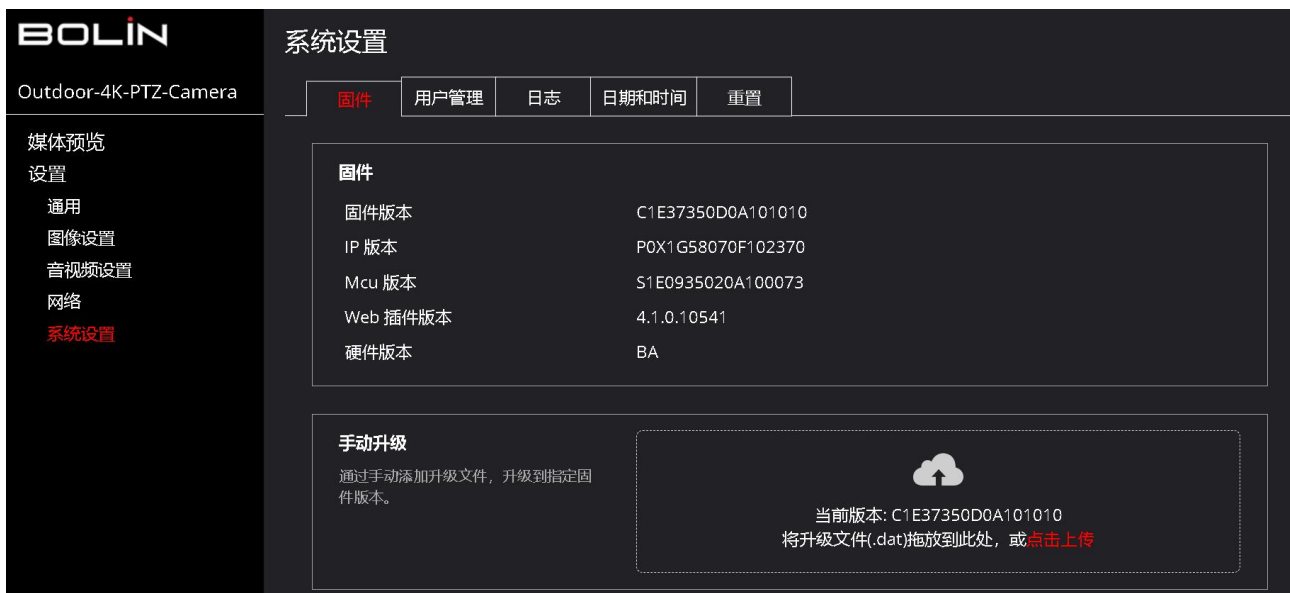 BOLIN
Outdoor-4K-PTZ-Camera
媒体预览
设置
通用
图像设置
音视频设置
网络
系统设置
系统设置
固件
用户管理
日志
日期和时间
重置
固件
固件版本 C1E37350D0A101010
IP 版本 P0X1G58070F102370
Mcu 版本 S1E0935020A100073
Web 插件版本 4.1.0.10541
硬件版本 BA
手动升级
通过手动添加升级文件，升级到指定固
件版本。
当前版本: C1E37350D0A101010
将升级文件(.dat)拖放到此处，或点击上传